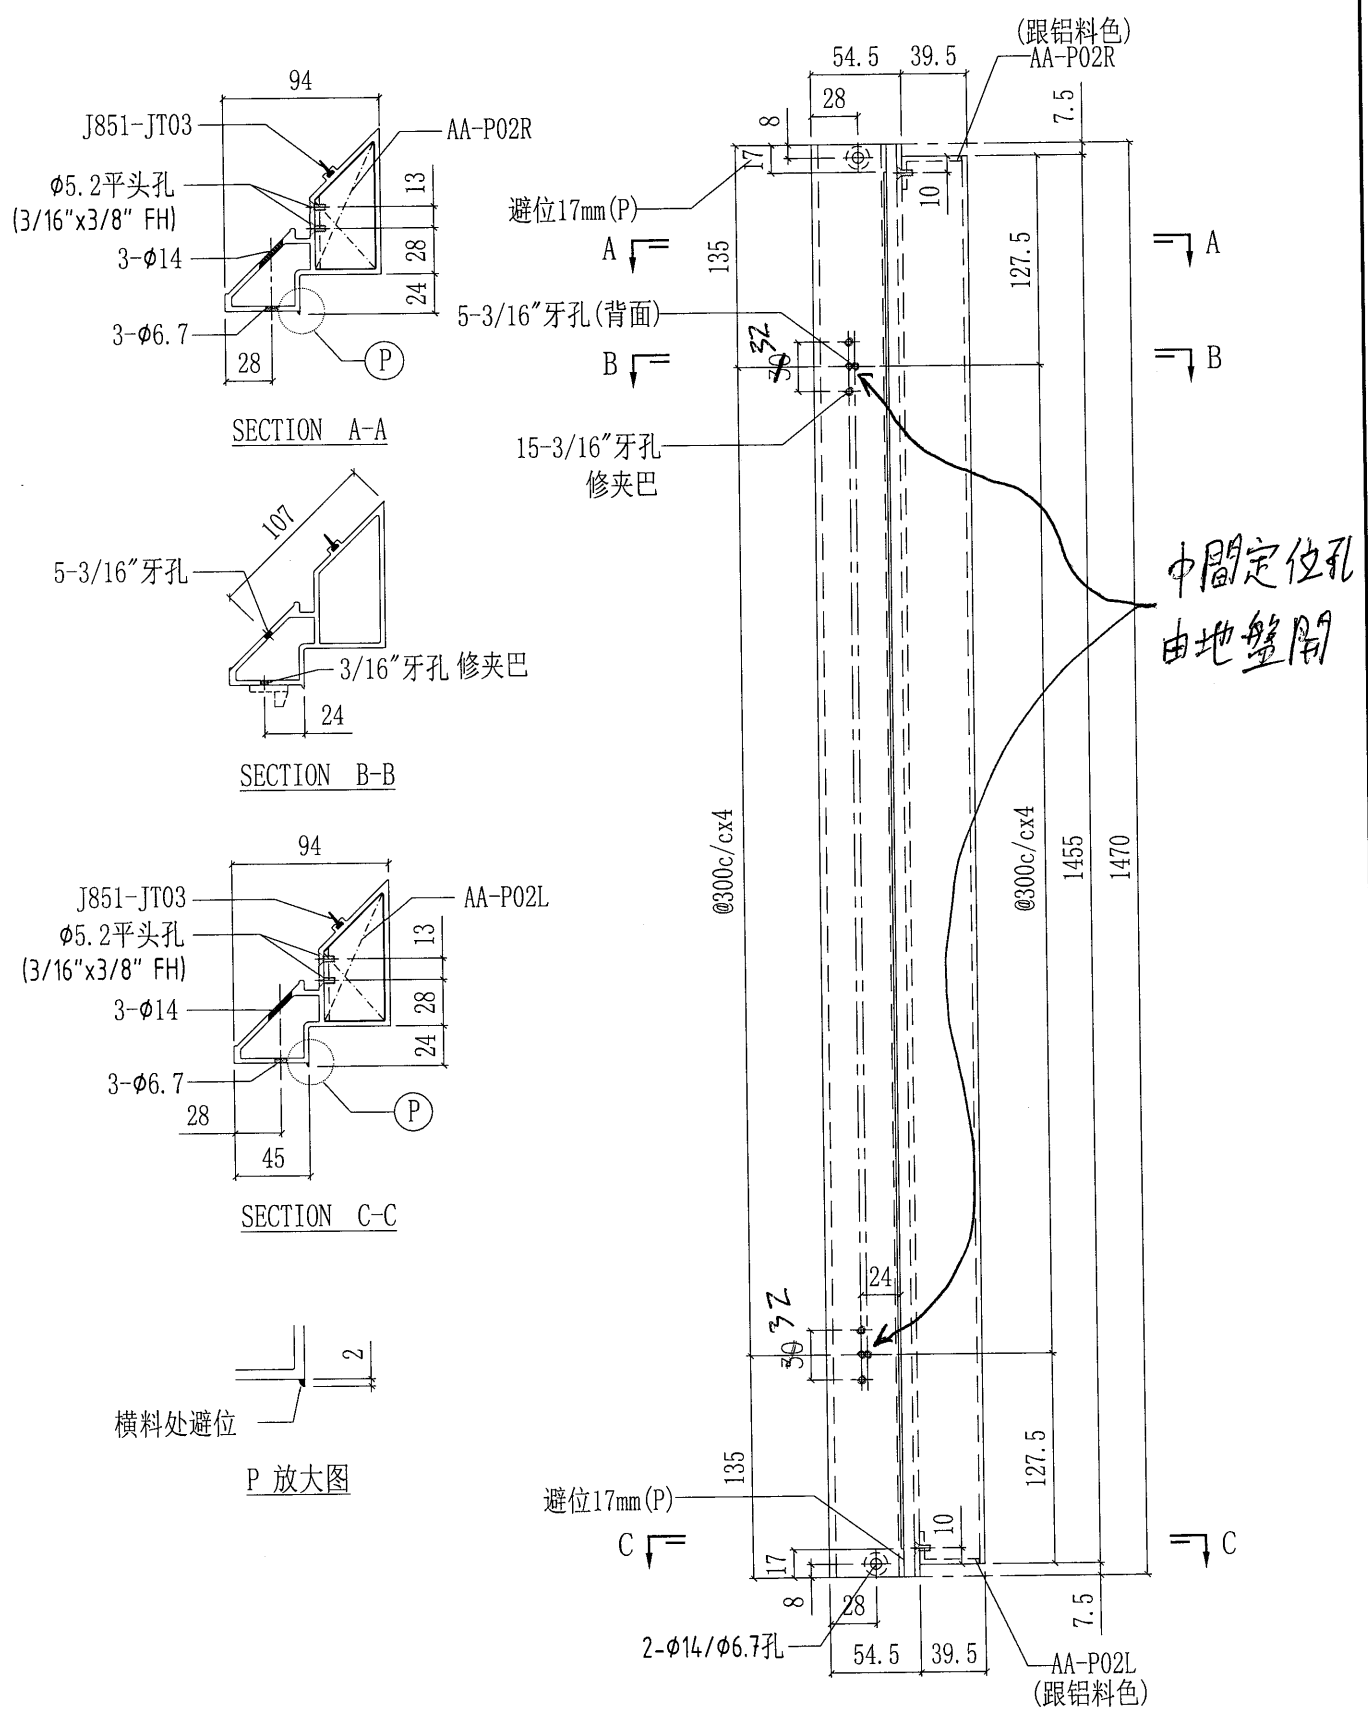 94
J851-JT03
AA-P02R
ϕ5.2平头孔
(3/16"x3/8" FH)
3-ϕ14
3-ϕ6.7
13
28
24
28
P
SECTION A-A
107
5-3/16"牙孔
3/16"牙孔 修夹巴
24
SECTION B-B
94
J851-JT03
AA-P02L
ϕ5.2平头孔
(3/16"x3/8" FH)
3-ϕ14
3-ϕ6.7
13
28
24
28
45
P
SECTION C-C
2
横料处避位
P 放大图
(跟铝料色)
AA-P02R
54.5
39.5
28
8
17
7.5
10
避位17mm(P)
A
A
135
127.5
5-3/16"牙孔(背面)
32
30
B
B
15-3/16"牙孔
修夹巴
中間定位孔
由地盤開
@300c/cx4
@300c/cx4
1455
1470
24
32
30
135
127.5
避位17mm(P)
C
C
10
17
8
28
7.5
2-ϕ14/ϕ6.7孔
54.5
39.5
AA-P02L
(跟铝料色)